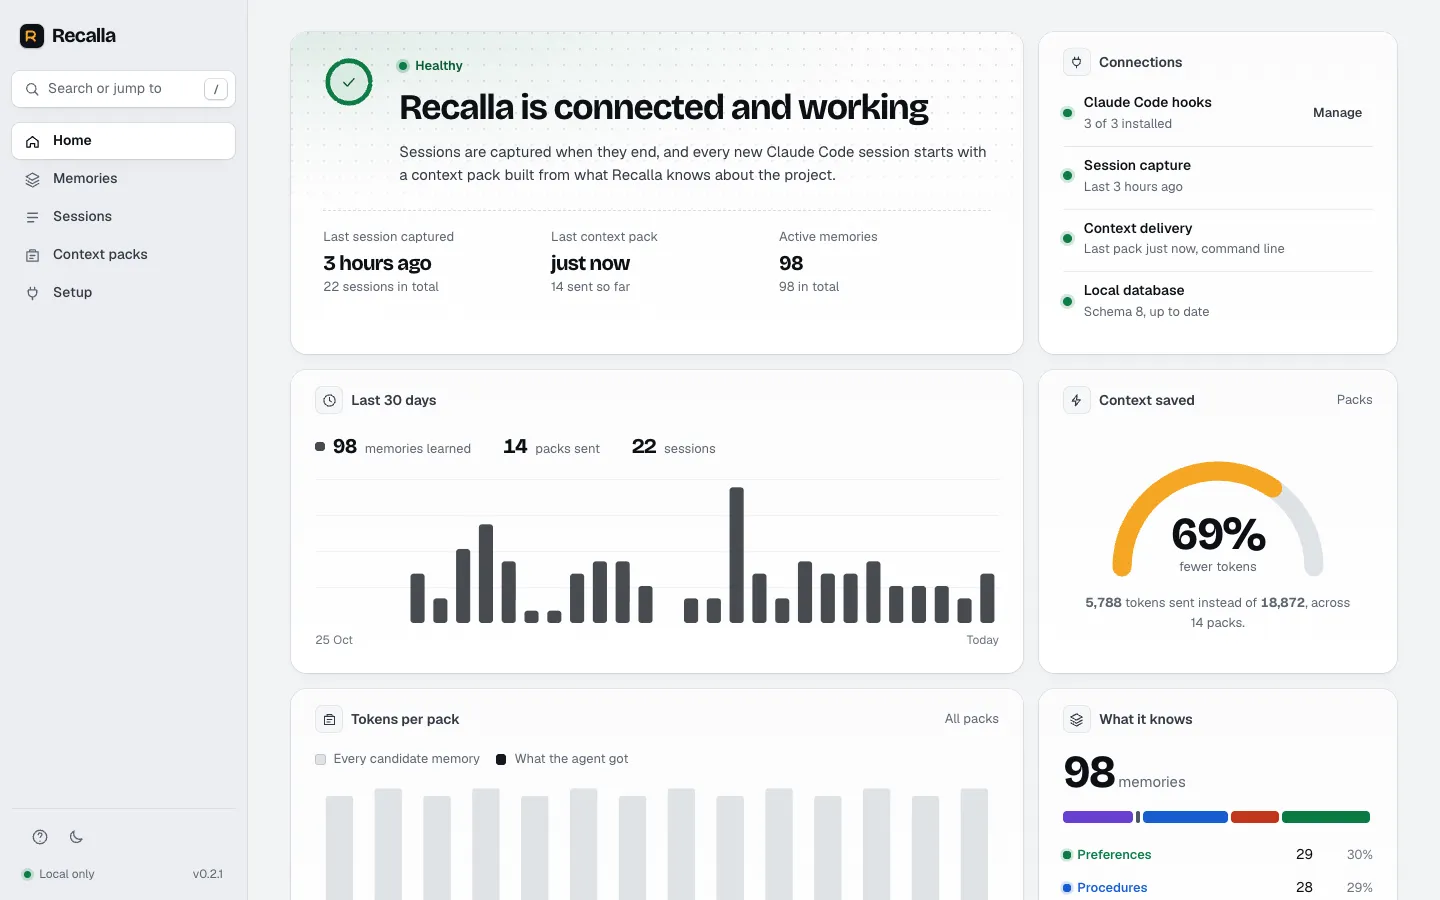 Recalla
Search or jump to /
Home
Memories
Sessions
Context packs
Setup
Local only v0.2.1
Healthy
Recalla is connected and working
Sessions are captured when they end, and every new Claude Code session starts with
a context pack built from what Recalla knows about the project.
Last session captured
3 hours ago
22 sessions in total
Last context pack
just now
14 sent so far
Active memories
98
98 in total
Connections
Claude Code hooks
3 of 3 installed
Manage
Session capture
Last 3 hours ago
Context delivery
Last pack just now, command line
Local database
Schema 8, up to date
Last 30 days
98 memories learned 14 packs sent 22 sessions
25 Oct Today
Context saved Packs
69%
fewer tokens
5,788 tokens sent instead of 18,872, across
14 packs.
Tokens per pack All packs
Every candidate memory What the agent got
What it knows
98 memories
Preferences 29 30%
Procedures 28 29%